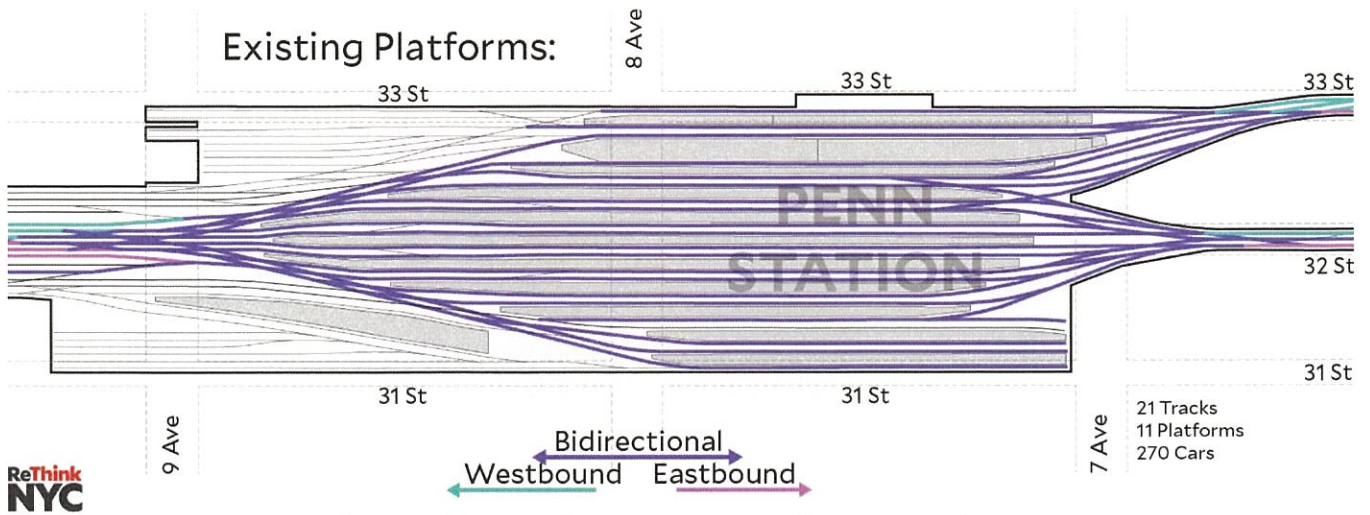 Existing Platforms:
8 Ave
33 St
33 St
33 St
PENN
STATION
32 St
31 St
31 St
31 St
9 Ave
7 Ave
21 Tracks
11 Platforms
270 Cars
Bidirectional
Westbound
Eastbound
ReThink
NYC